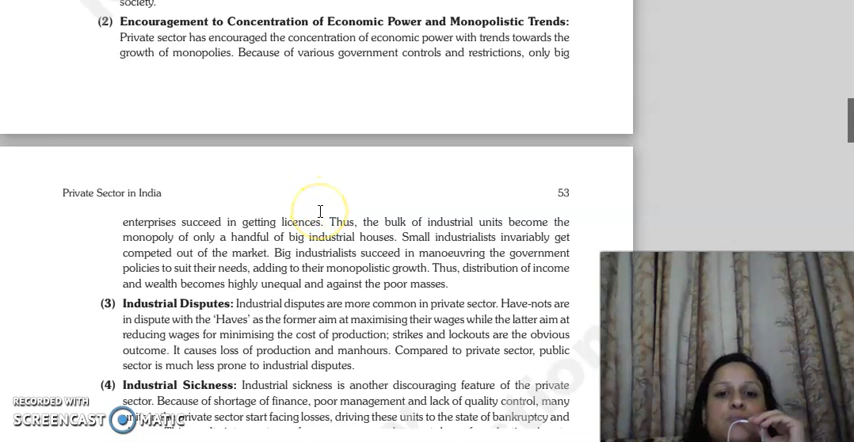 society.
(2) Encouragement to Concentration of Economic Power and Monopolistic Trends:
Private sector has encouraged the concentration of economic power with trends towards the
growth of monopolies. Because of various government controls and restrictions, only big
Private Sector in India 53
enterprises succeed in getting licences. Thus, the bulk of industrial units become the
monopoly of only a handful of big industrial houses. Small industrialists invariably get
competed out of the market. Big industrialists succeed in manoeuvring the government
policies to suit their needs, adding to their monopolistic growth. Thus, distribution of income
and wealth becomes highly unequal and against the poor masses.
(3) Industrial Disputes: Industrial disputes are more common in private sector. Have-nots are
in dispute with the 'Haves' as the former aim at maximising their wages while the latter aim at
reducing wages for minimising the cost of production; strikes and lockouts are the obvious
outcome. It causes loss of production and manhours. Compared to private sector, public
sector is much less prone to industrial disputes.
(4) Industrial Sickness: Industrial sickness is another discouraging feature of the private
sector. Because of shortage of finance, poor management and lack of quality control, many
private sector start facing losses, driving these units to the state of bankruptcy and
RECORDED WITH
SCREENCAST MATIC